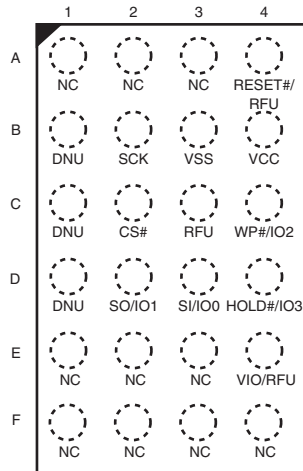 1 2 3 4
A
NC NC NC RESET#/
RFU
B
DNU SCK VSS VCC
C
DNU CS# RFU WP#/IO2
D
DNU SO/IO1 SI/IO0 HOLD#/IO3
E
NC NC NC VIO/RFU
F
NC NC NC NC